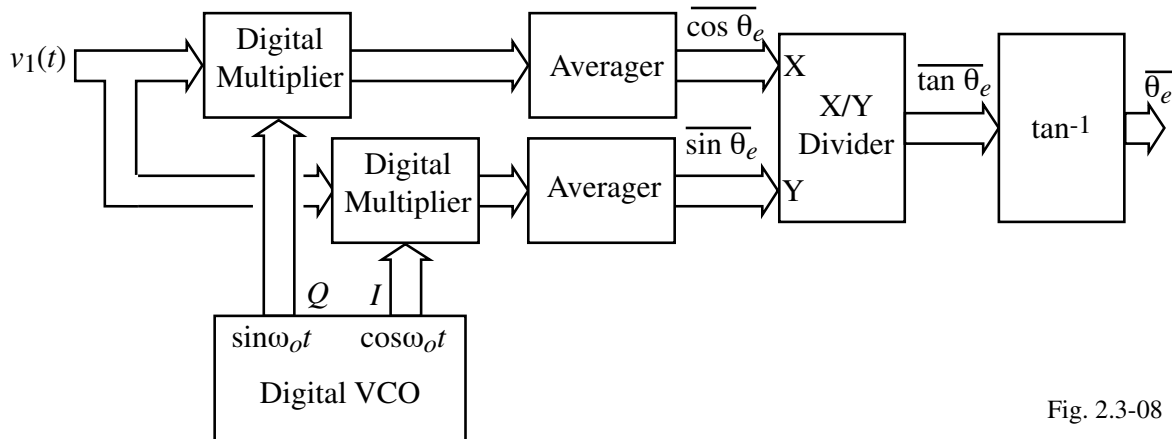 v1(t)
Digital
Multiplier
Averager
cos θe
X
X/Y
Divider
Y
tan θe
tan-1
θe
Digital
Multiplier
Averager
sin θe
Q
I
sinωot
cosωot
Digital VCO
Fig. 2.3-08